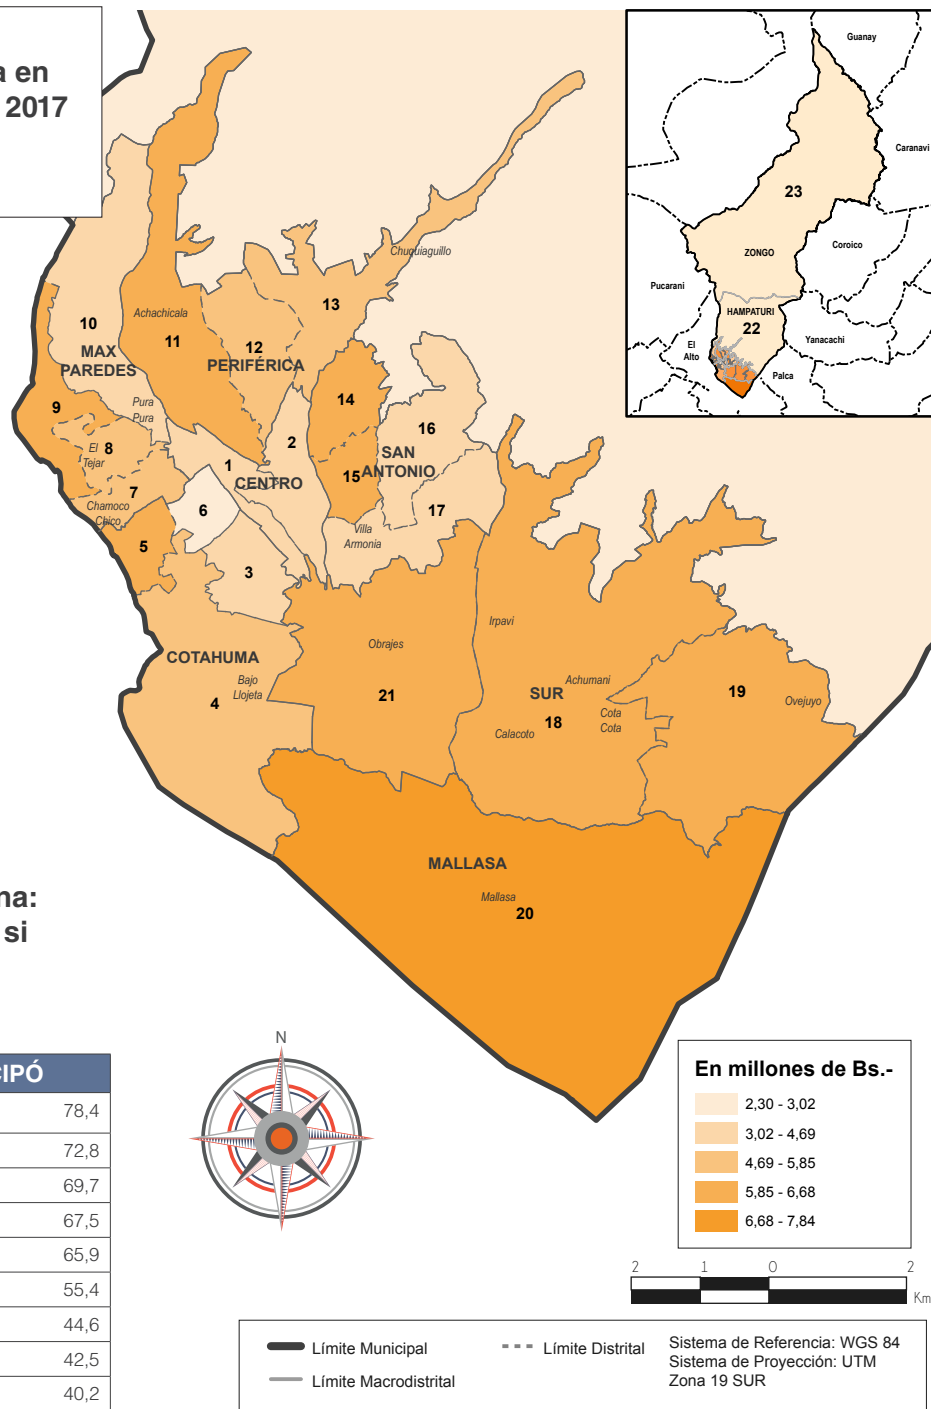 a en
2017
Guanay
Caranavi
23
ZONGO
Coroico
Pucarani
HAMPATURI
22
Yanacachi
El
Alto
Palca
Chuquiaguillo
13
Achachicala
10
11
12
MAX
PAREDES
PERIFÉRICA
Pura
Pura
9
14
16
2
SAN
ANTONIO
8
El
Tejar
1
CENTRO
15
7
6
17
Chamoco
Chico
Villa
Armonia
5
3
Irpavi
Obrajes
COTAHUMA
Bajo
Llojeta
4
21
Achumani
SUR
18
Cota
Cota
Calacoto
19
Ovejuyo
MALLASA
Mallasa
20
na:
si
N
CIPÓ
78,4
72,8
69,7
67,5
65,9
55,4
44,6
42,5
40,2
En millones de Bs.-
2,30 - 3,02
3,02 - 4,69
4,69 - 5,85
5,85 - 6,68
6,68 - 7,84
2 1 0 2
Km
Límite Municipal
Límite Distrital
Límite Macrodistrital
Sistema de Referencia: WGS 84
Sistema de Proyección: UTM
Zona 19 SUR